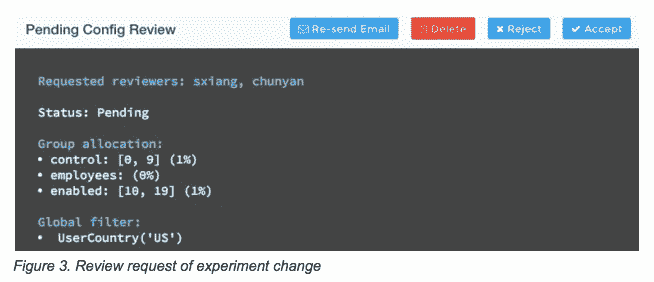 Pending Config Review
Re-send Email
Delete
✖ Reject
✔ Accept
Requested reviewers: sxiang, chunyan
Status: Pending
Group allocation:
• control: [0, 9] (1%)
• employees: (0%)
• enabled: [10, 19] (1%)
Global filter:
• UserCountry('US')
Figure 3. Review request of experiment change